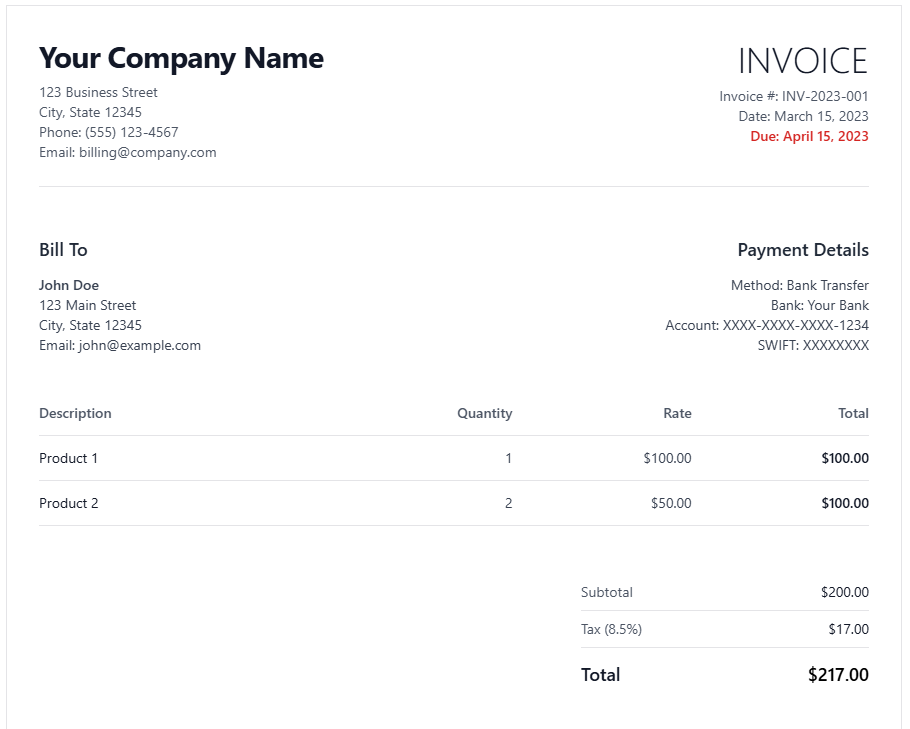 Your Company Name
123 Business Street
City, State 12345
Phone: (555) 123-4567
Email: billing@company.com
INVOICE
Invoice #: INV-2023-001
Date: March 15, 2023
Due: April 15, 2023
Bill To
John Doe
123 Main Street
City, State 12345
Email: john@example.com
Payment Details
Method: Bank Transfer
Bank: Your Bank
Account: XXXX-XXXX-XXXX-1234
SWIFT: XXXXXXXX
Description Quantity Rate Total
Product 1 1 $100.00 $100.00
Product 2 2 $50.00 $100.00
Subtotal $200.00
Tax (8.5%) $17.00
Total $217.00